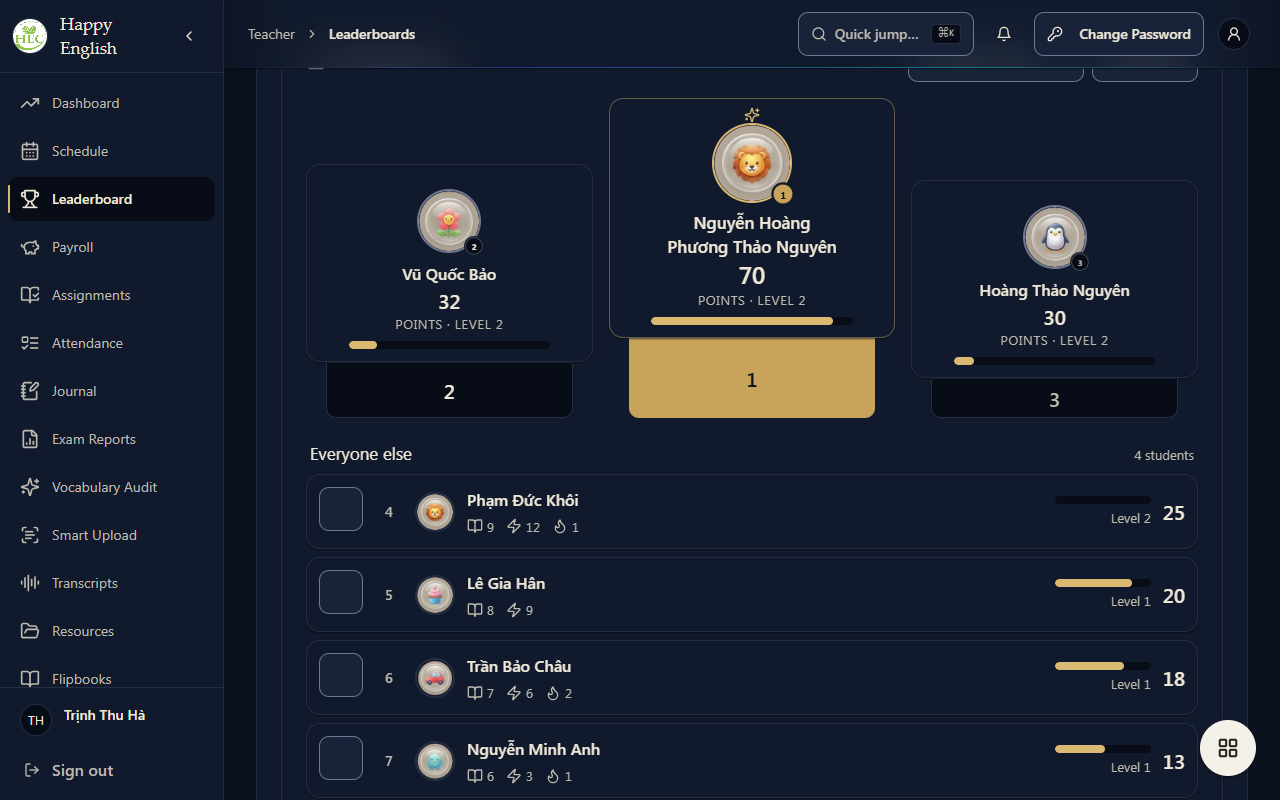 HEC
Happy
English
Teacher
Leaderboards
Quick jump...
⌘K
Change Password
Dashboard
Schedule
Leaderboard
Payroll
Assignments
Attendance
Journal
Exam Reports
Vocabulary Audit
Smart Upload
Transcripts
Resources
Flipbooks
TH
Trịnh Thu Hà
Sign out
2
Vũ Quốc Bảo
32
POINTS · LEVEL 2
2
1
Nguyễn Hoàng
Phương Thảo Nguyên
70
POINTS · LEVEL 2
1
3
Hoàng Thảo Nguyên
30
POINTS · LEVEL 2
3
Everyone else
4 students
4
Phạm Đức Khôi
9 12 1
Level 2
25
5
Lê Gia Hân
8 9
Level 1
20
6
Trần Bảo Châu
7 6 2
Level 1
18
7
Nguyễn Minh Anh
6 3 1
Level 1
13